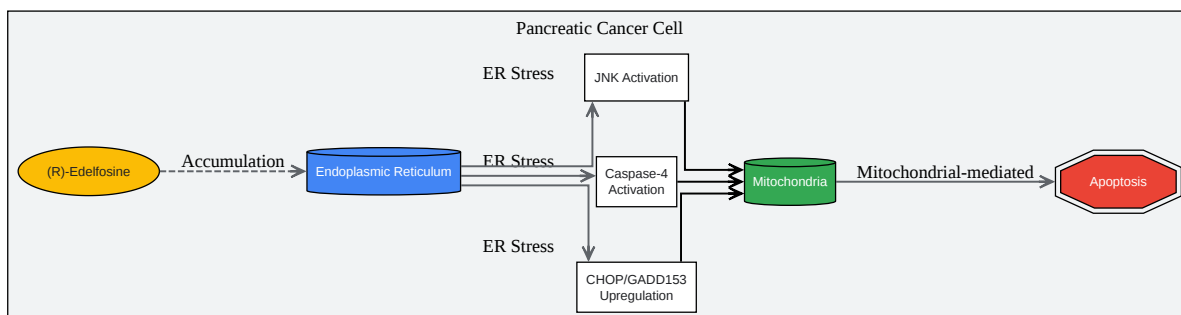 Pancreatic Cancer Cell
ER Stress
JNK Activation
(R)-Edelfosine
Accumulation
Endoplasmic Reticulum
ER Stress
Caspase-4
Activation
Mitochondria
Mitochondrial-mediated
Apoptosis
ER Stress
CHOP/GADD153
Upregulation